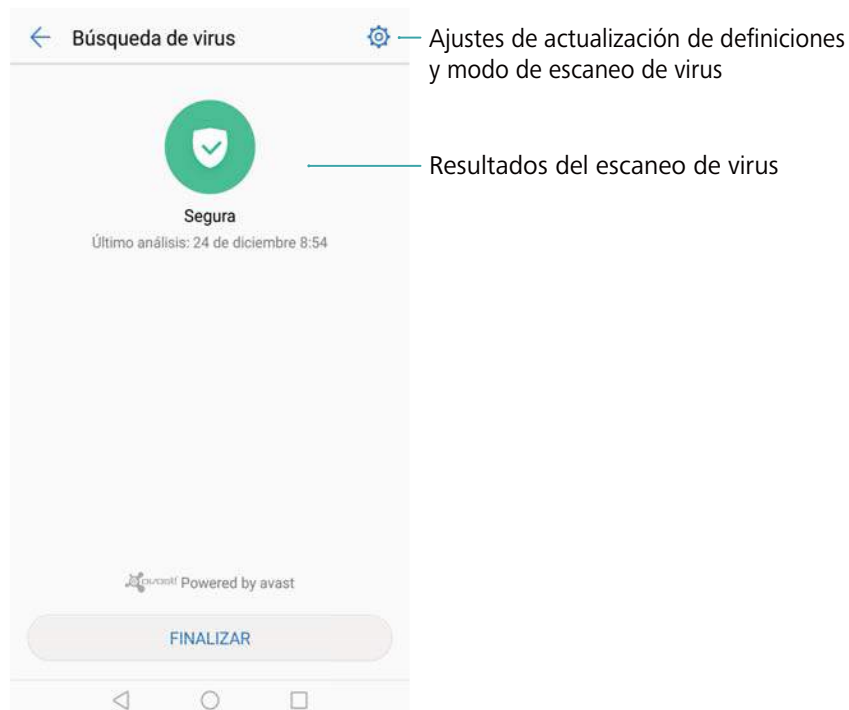 Búsqueda de virus
Ajustes de actualización de definiciones
y modo de escaneo de virus
Resultados del escaneo de virus
Segura
Último análisis: 24 de diciembre 8:54
avast! Powered by avast
FINALIZAR